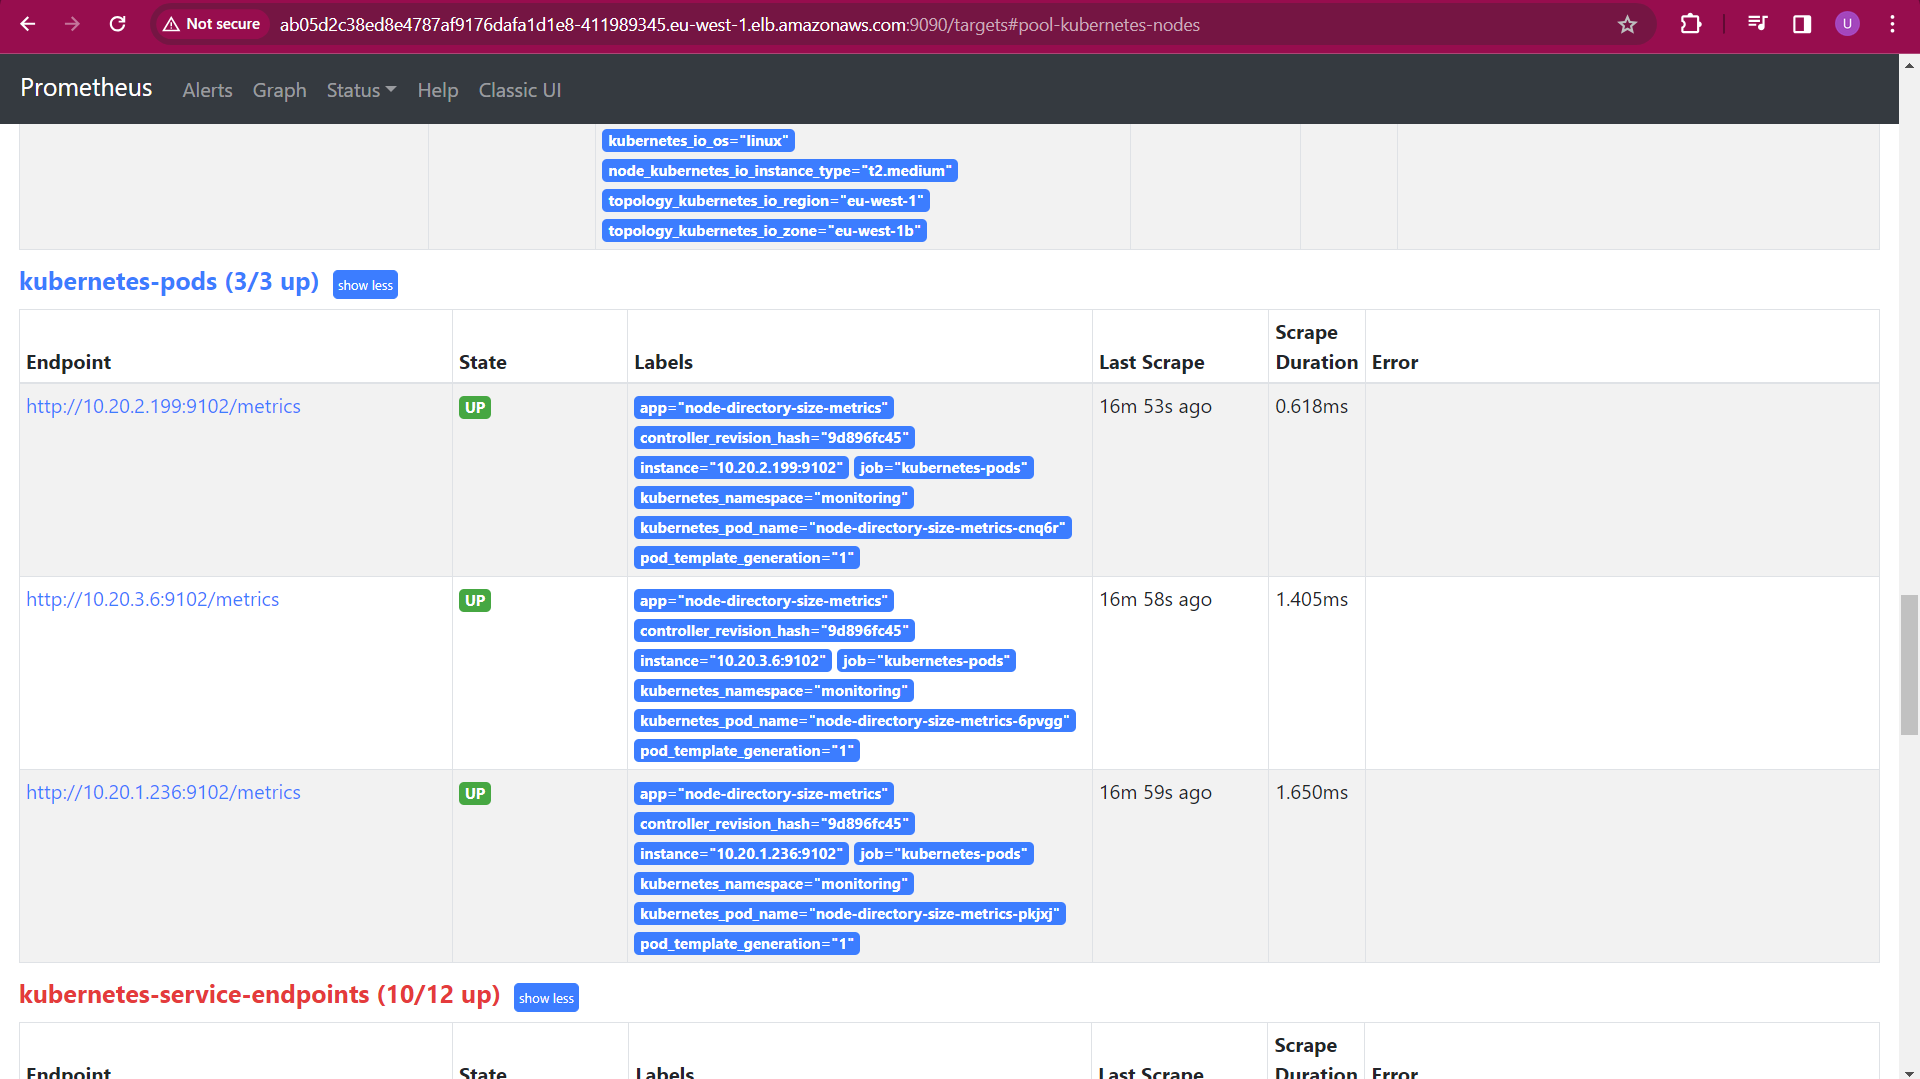 Not secure ab05d2c38ed8e4787af9176dafa1d1e8-411989345.eu-west-1.elb.amazonaws.com:9090/targets#pool-kubernetes-nodes U
Prometheus Alerts Graph Status Help Classic UI
kubernetes_io_os="linux"
node_kubernetes_io_instance_type="t2.medium"
topology_kubernetes_io_region="eu-west-1"
topology_kubernetes_io_zone="eu-west-1b"
kubernetes-pods (3/3 up) show less
Endpoint State Labels Last Scrape Scrape Duration Error
http://10.20.2.199:9102/metrics UP app="node-directory-size-metrics" 16m 53s ago 0.618ms
controller_revision_hash="9d896fc45"
instance="10.20.2.199:9102" job="kubernetes-pods"
kubernetes_namespace="monitoring"
kubernetes_pod_name="node-directory-size-metrics-cnq6r"
pod_template_generation="1"
http://10.20.3.6:9102/metrics UP app="node-directory-size-metrics" 16m 58s ago 1.405ms
controller_revision_hash="9d896fc45"
instance="10.20.3.6:9102" job="kubernetes-pods"
kubernetes_namespace="monitoring"
kubernetes_pod_name="node-directory-size-metrics-6pvgg"
pod_template_generation="1"
http://10.20.1.236:9102/metrics UP app="node-directory-size-metrics" 16m 59s ago 1.650ms
controller_revision_hash="9d896fc45"
instance="10.20.1.236:9102" job="kubernetes-pods"
kubernetes_namespace="monitoring"
kubernetes_pod_name="node-directory-size-metrics-pkjxj"
pod_template_generation="1"
kubernetes-service-endpoints (10/12 up) show less
Endpoint State Labels Last Scrape Scrape Duration Error